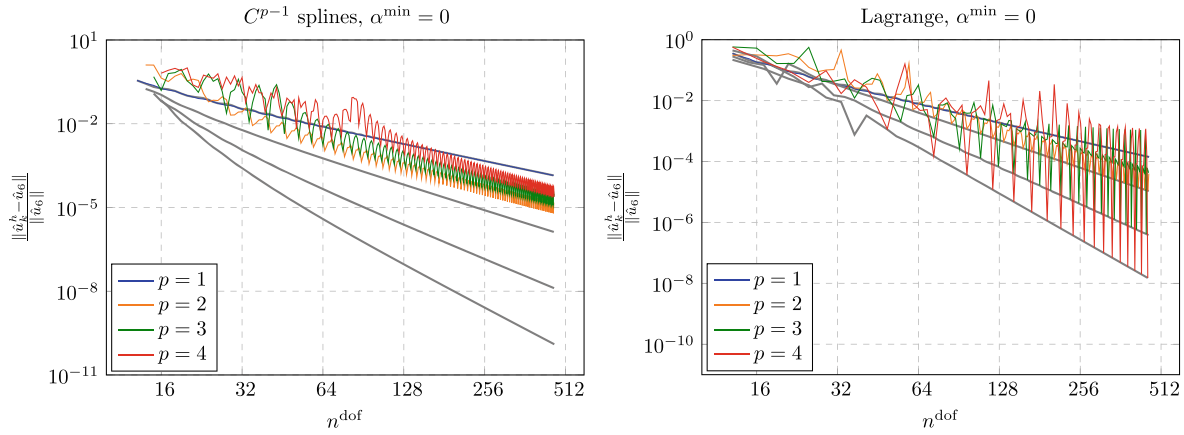 C^{p−1} splines, α^{min} = 0
10^1
10^{−2}
10^{−5}
10^{−8}
10^{−11}
‖û^h_k − û_6‖ / ‖û_6‖
p = 1
p = 2
p = 3
p = 4
16 32 64 128 256 512
n^{dof}
Lagrange, α^{min} = 0
10^0
10^{−2}
10^{−4}
10^{−6}
10^{−8}
10^{−10}
‖û^h_k − û_6‖ / ‖û_6‖
p = 1
p = 2
p = 3
p = 4
16 32 64 128 256 512
n^{dof}